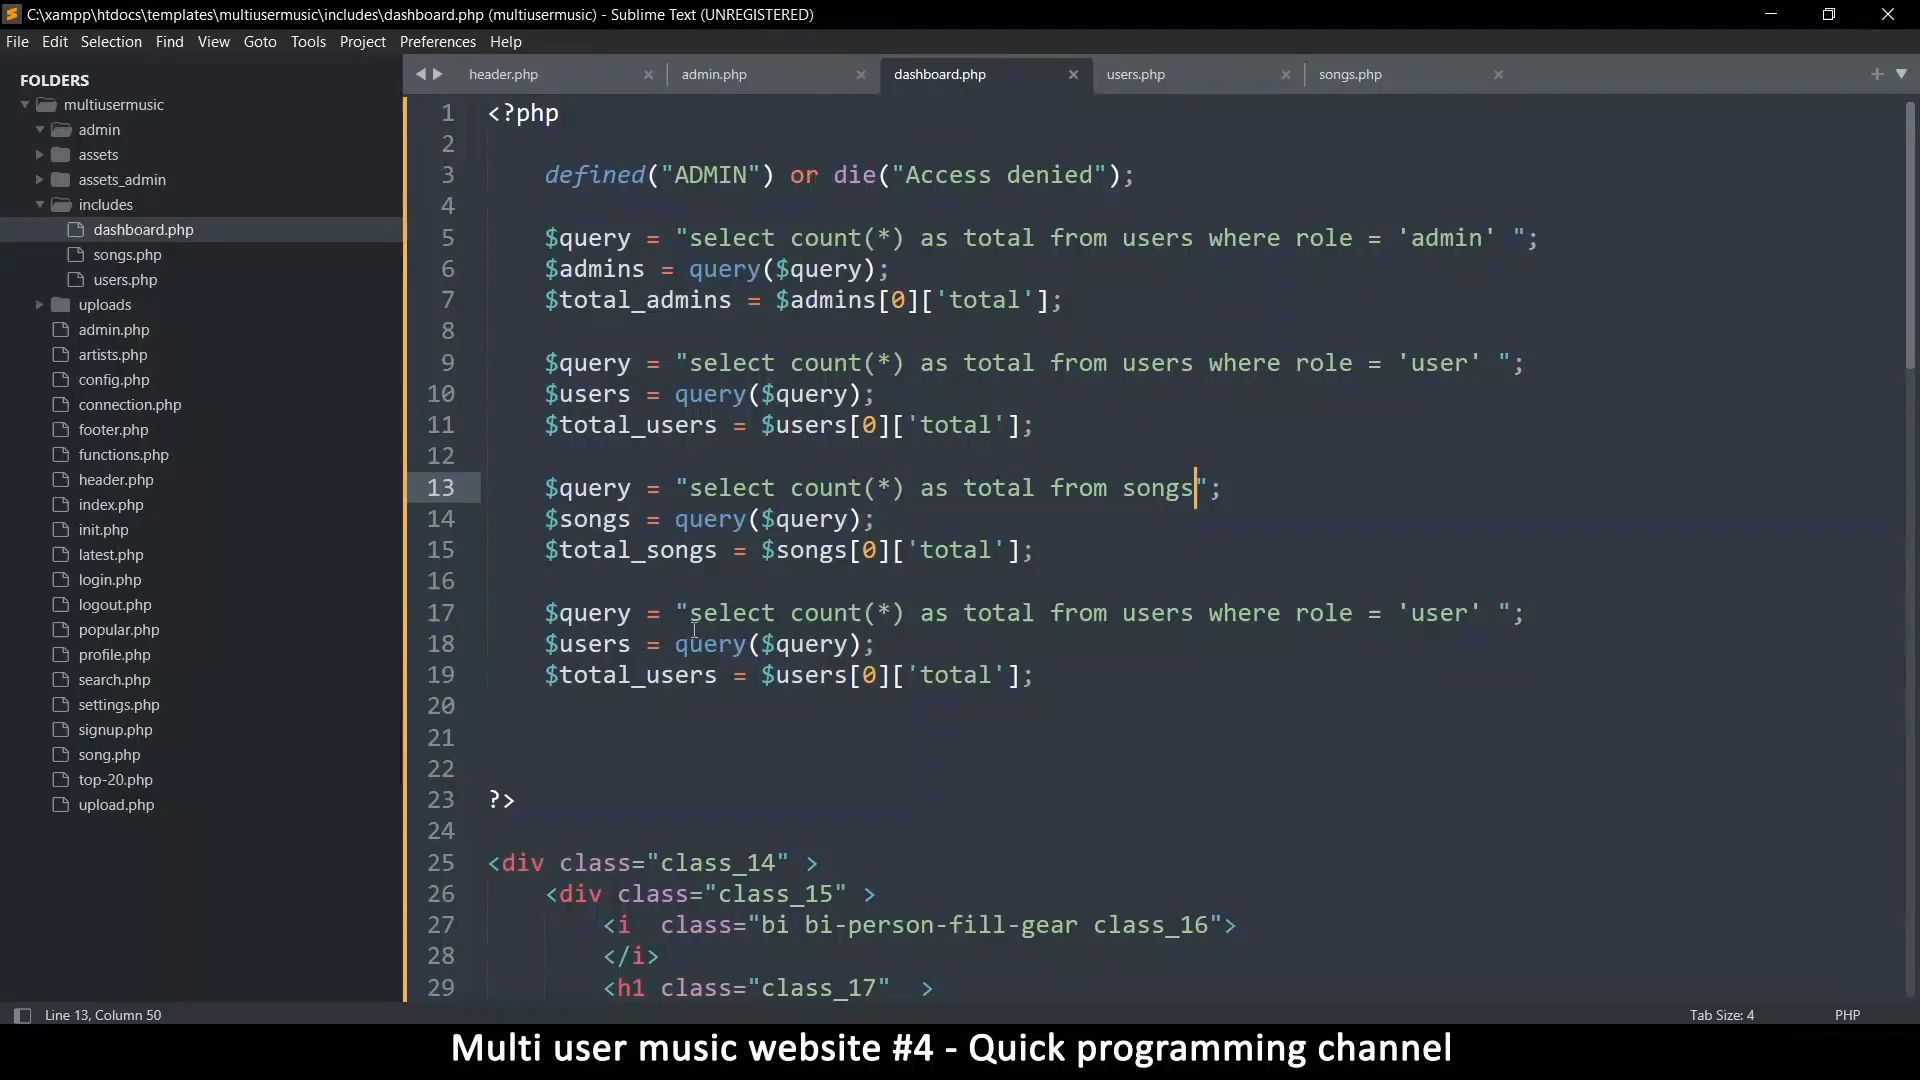 C:\xampp\htdocs\templates\multiusermusic\includes\dashboard.php (multiusermusic) - Sublime Text (UNREGISTERED)
File Edit Selection Find View Goto Tools Project Preferences Help
FOLDERS
multiusermusic
admin
assets
assets_admin
includes
dashboard.php
songs.php
users.php
uploads
admin.php
artists.php
config.php
connection.php
footer.php
functions.php
header.php
index.php
init.php
latest.php
login.php
logout.php
popular.php
profile.php
search.php
settings.php
signup.php
song.php
top-20.php
upload.php
header.php admin.php dashboard.php users.php songs.php
1 <?php
2
3 defined("ADMIN") or die("Access denied");
4
5 $query = "select count(*) as total from users where role = 'admin' ";
6 $admins = query($query);
7 $total_admins = $admins[0]['total'];
8
9 $query = "select count(*) as total from users where role = 'user' ";
10 $users = query($query);
11 $total_users = $users[0]['total'];
12
13 $query = "select count(*) as total from songs";
14 $songs = query($query);
15 $total_songs = $songs[0]['total'];
16
17 $query = "select count(*) as total from users where role = 'user' ";
18 $users = query($query);
19 $total_users = $users[0]['total'];
20
21
22
23 ?>
24
25 <div class="class_14" >
26 <div class="class_15" >
27 <i  class="bi bi-person-fill-gear class_16">
28 </i>
29 <h1 class="class_17"  >
Line 13, Column 50
Tab Size: 4 PHP
Multi user music website #4 - Quick programming channel